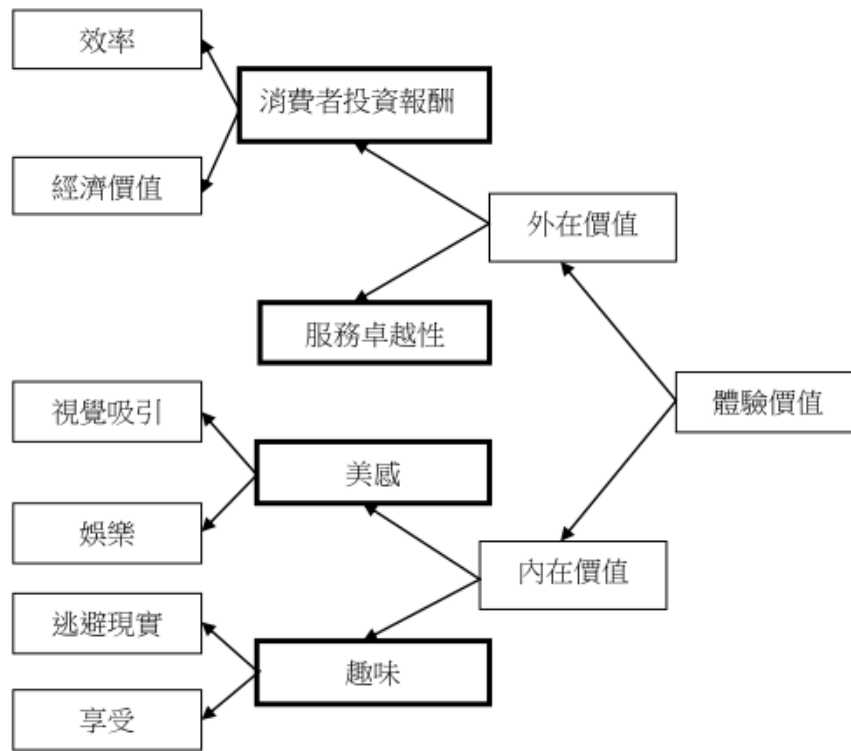 效率
消費者投資報酬
經濟價值
外在價值
服務卓越性
體驗價值
視覺吸引
美感
娛樂
內在價值
逃避現實
趣味
享受